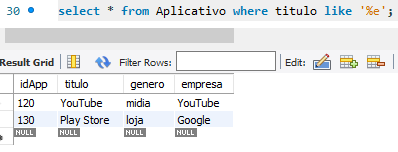 30 select * from Aplicativo where titulo like '%e';
Result Grid Filter Rows: Edit:
idApp titulo genero empresa
120 YouTube midia YouTube
130 Play Store loja Google
NULL NULL NULL NULL